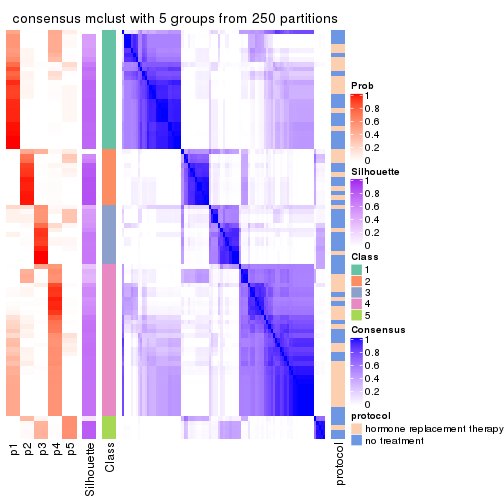 consensus mclust with 5 groups from 250 partitions
Prob
1
0.8
0.6
0.4
0.2
0
Silhouette
1
0.8
0.6
0.4
0.2
0
Class
1
2
3
4
5
Consensus
1
0.8
0.6
0.4
0.2
0
protocol
hormone replacement therapy
no treatment
p1
p2
p3
p4
p5
Silhouette
Class
protocol